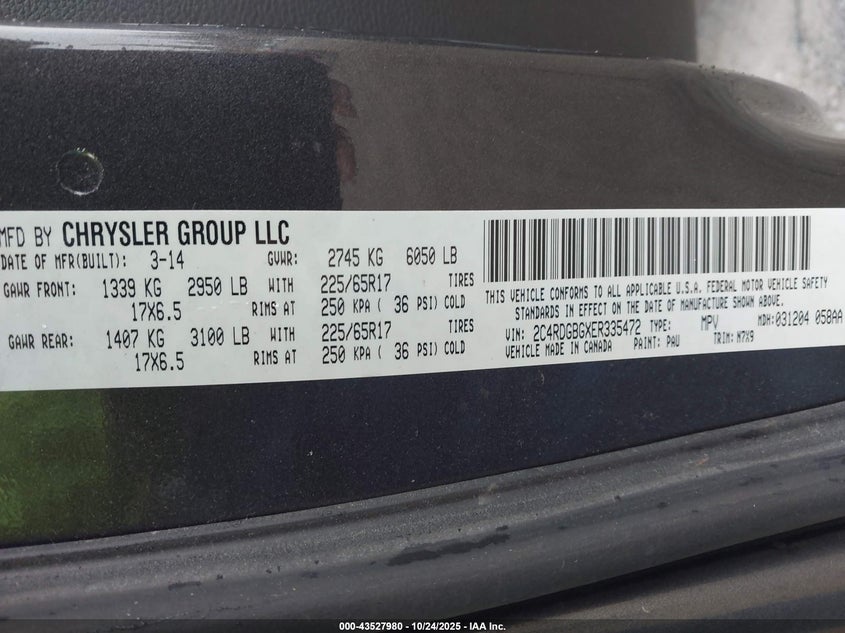 MFD BY CHRYSLER GROUP LLC
DATE OF MFR(BUILT): 3-14 GVWR: 2745 KG 6050 LB
GAWR FRONT: 1339 KG 2950 LB WITH 225/65R17 TIRES
17X6.5 RIMS AT 250 KPA ( 36 PSI) COLD
GAWR REAR: 1407 KG 3100 LB WITH 225/65R17 TIRES
17X6.5 RIMS AT 250 KPA ( 36 PSI) COLD
THIS VEHICLE CONFORMS TO ALL APPLICABLE U.S.A. FEDERAL MOTOR VEHICLE SAFETY
STANDARDS IN EFFECT ON THE DATE OF MANUFACTURE SHOWN ABOVE.
VIN: 2C4RDGBGXER335472 TYPE: MPV MDH:031204 058AA
VEHICLE MADE IN CANADA PAINT: PAU TRIM: N7X9
000-43527980 - 10/24/2025 - IAA Inc.